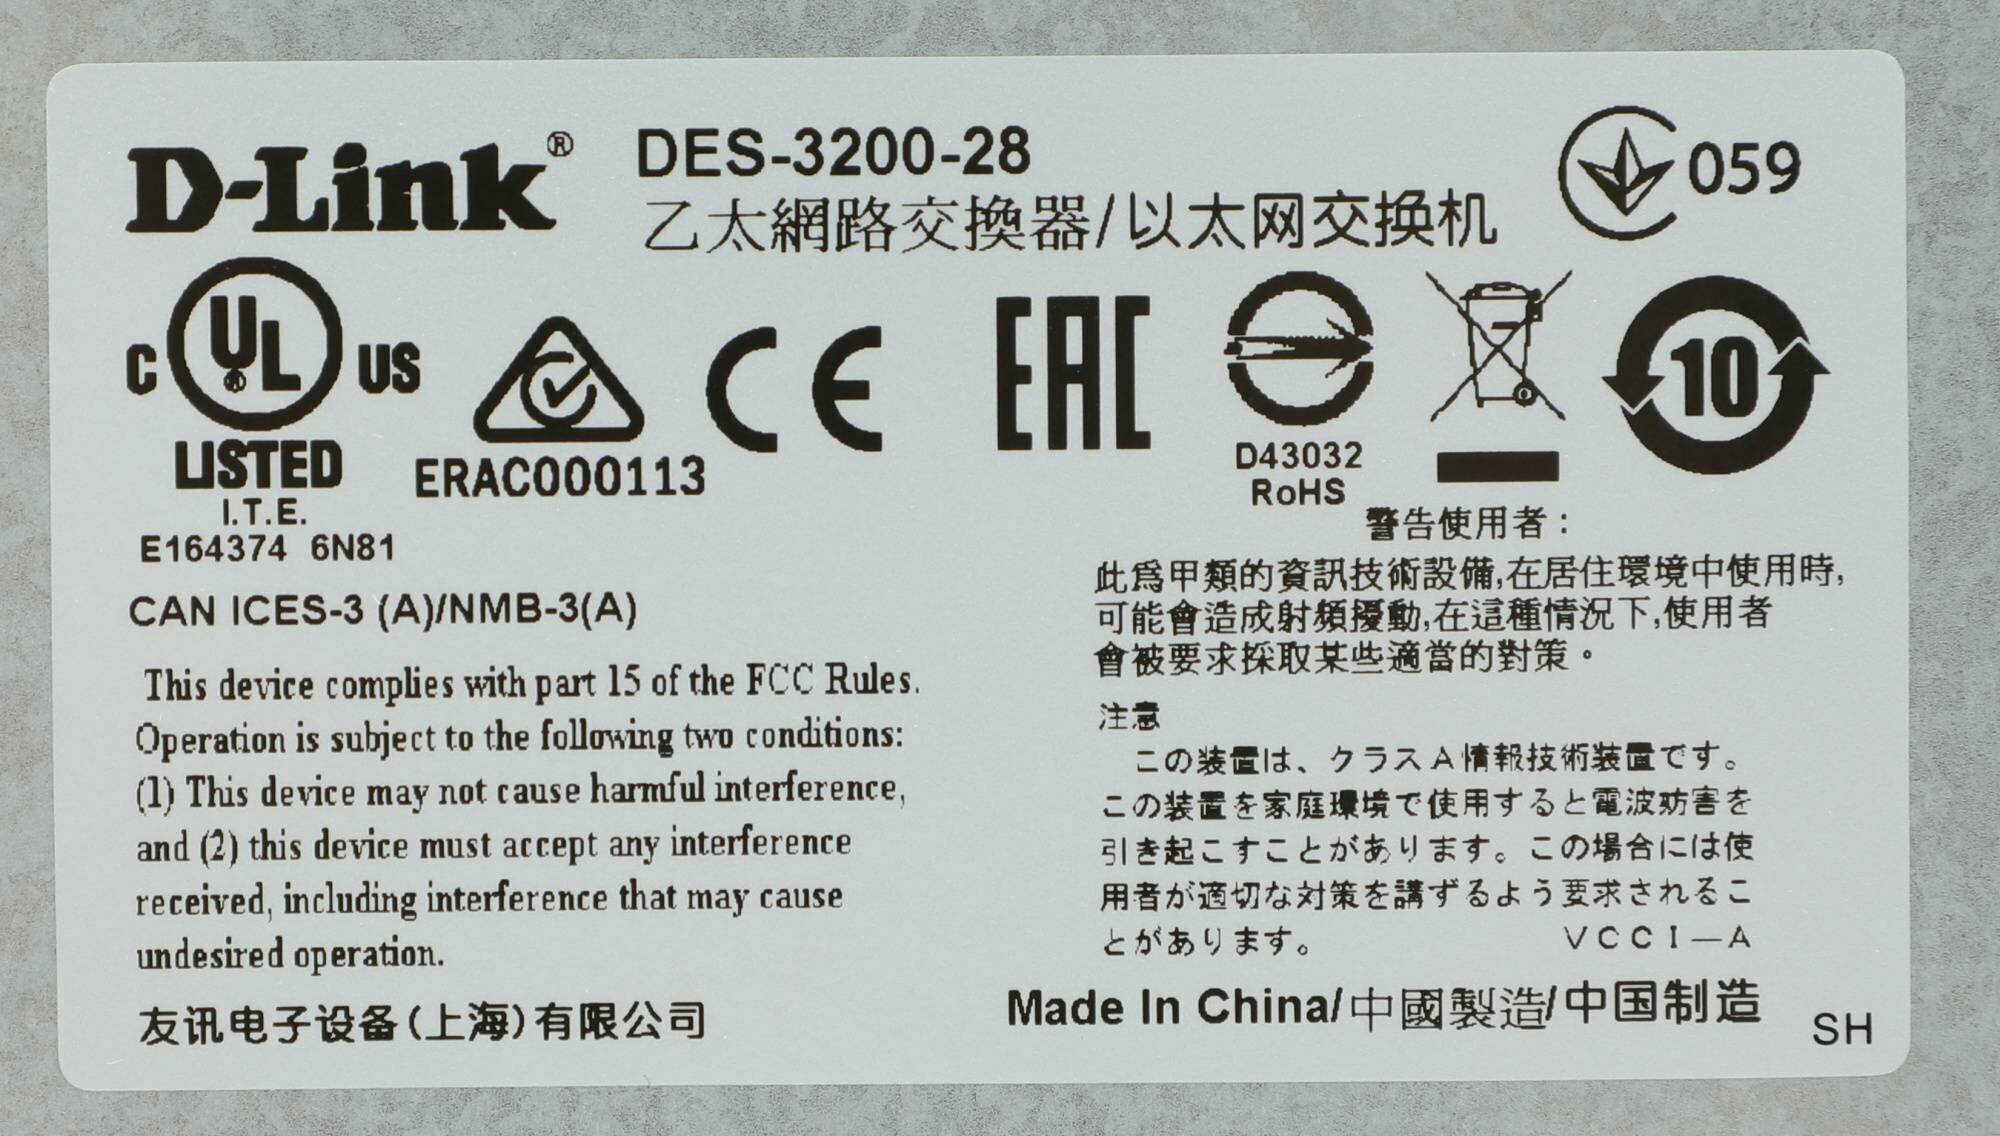 D-Link®
DES-3200-28
乙太網路交換器/以太网交换机
059
C UL® US
LISTED
I.T.E.
E164374 6N81
ERAC000113
CE
EAC
D43032
RoHS
10
CAN ICES-3 (A)/NMB-3(A)
This device complies with part 15 of the FCC Rules.
Operation is subject to the following two conditions:
(1) This device may not cause harmful interference,
and (2) this device must accept any interference
received, including interference that may cause
undesired operation.
友讯电子设备(上海)有限公司
警告使用者：
此爲甲類的資訊技術設備,在居住環境中使用時,
可能會造成射頻擾動,在這種情況下,使用者
會被要求採取某些適當的對策。
注意
この装置は、クラスA情報技術装置です。
この装置を家庭環境で使用すると電波妨害を
引き起こすことがあります。この場合には使
用者が適切な対策を講ずるよう要求されるこ
とがあります。 VCCI－A
Made In China/中國製造/中国制造
SH